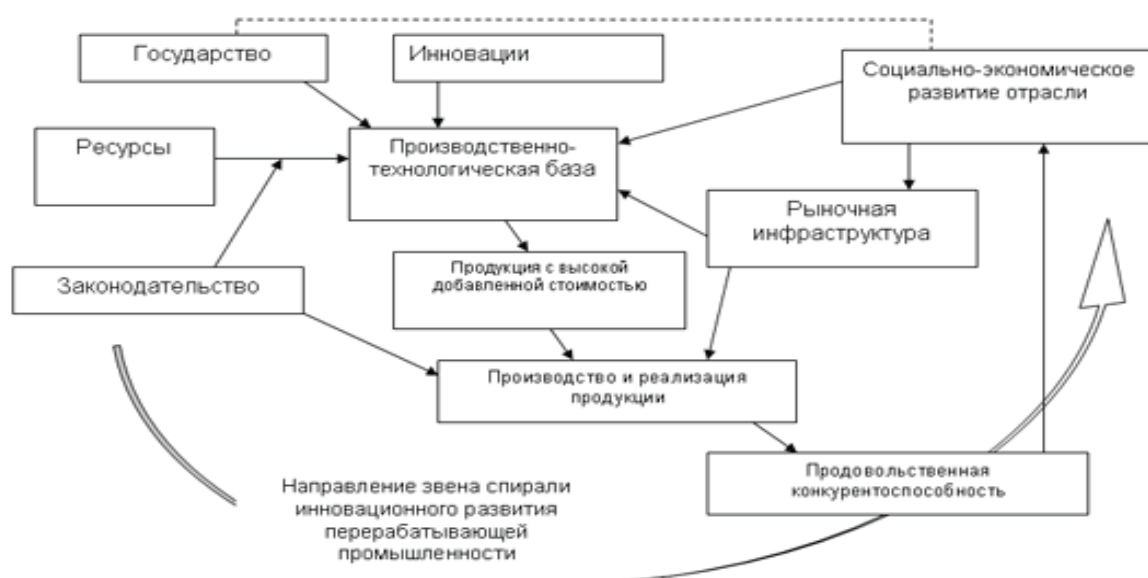 Государство
Инновации
Социально-экономическое
развитие отрасли
Ресурсы
Производственно-
технологическая база
Рыночная
инфраструктура
Законодательство
Продукция с высокой
добавленной стоимостью
Производство и реализация
продукции
Продовольственная
конкурентоспособность
Направление звена спирали
инновационного развития
перерабатывающей
промышленности